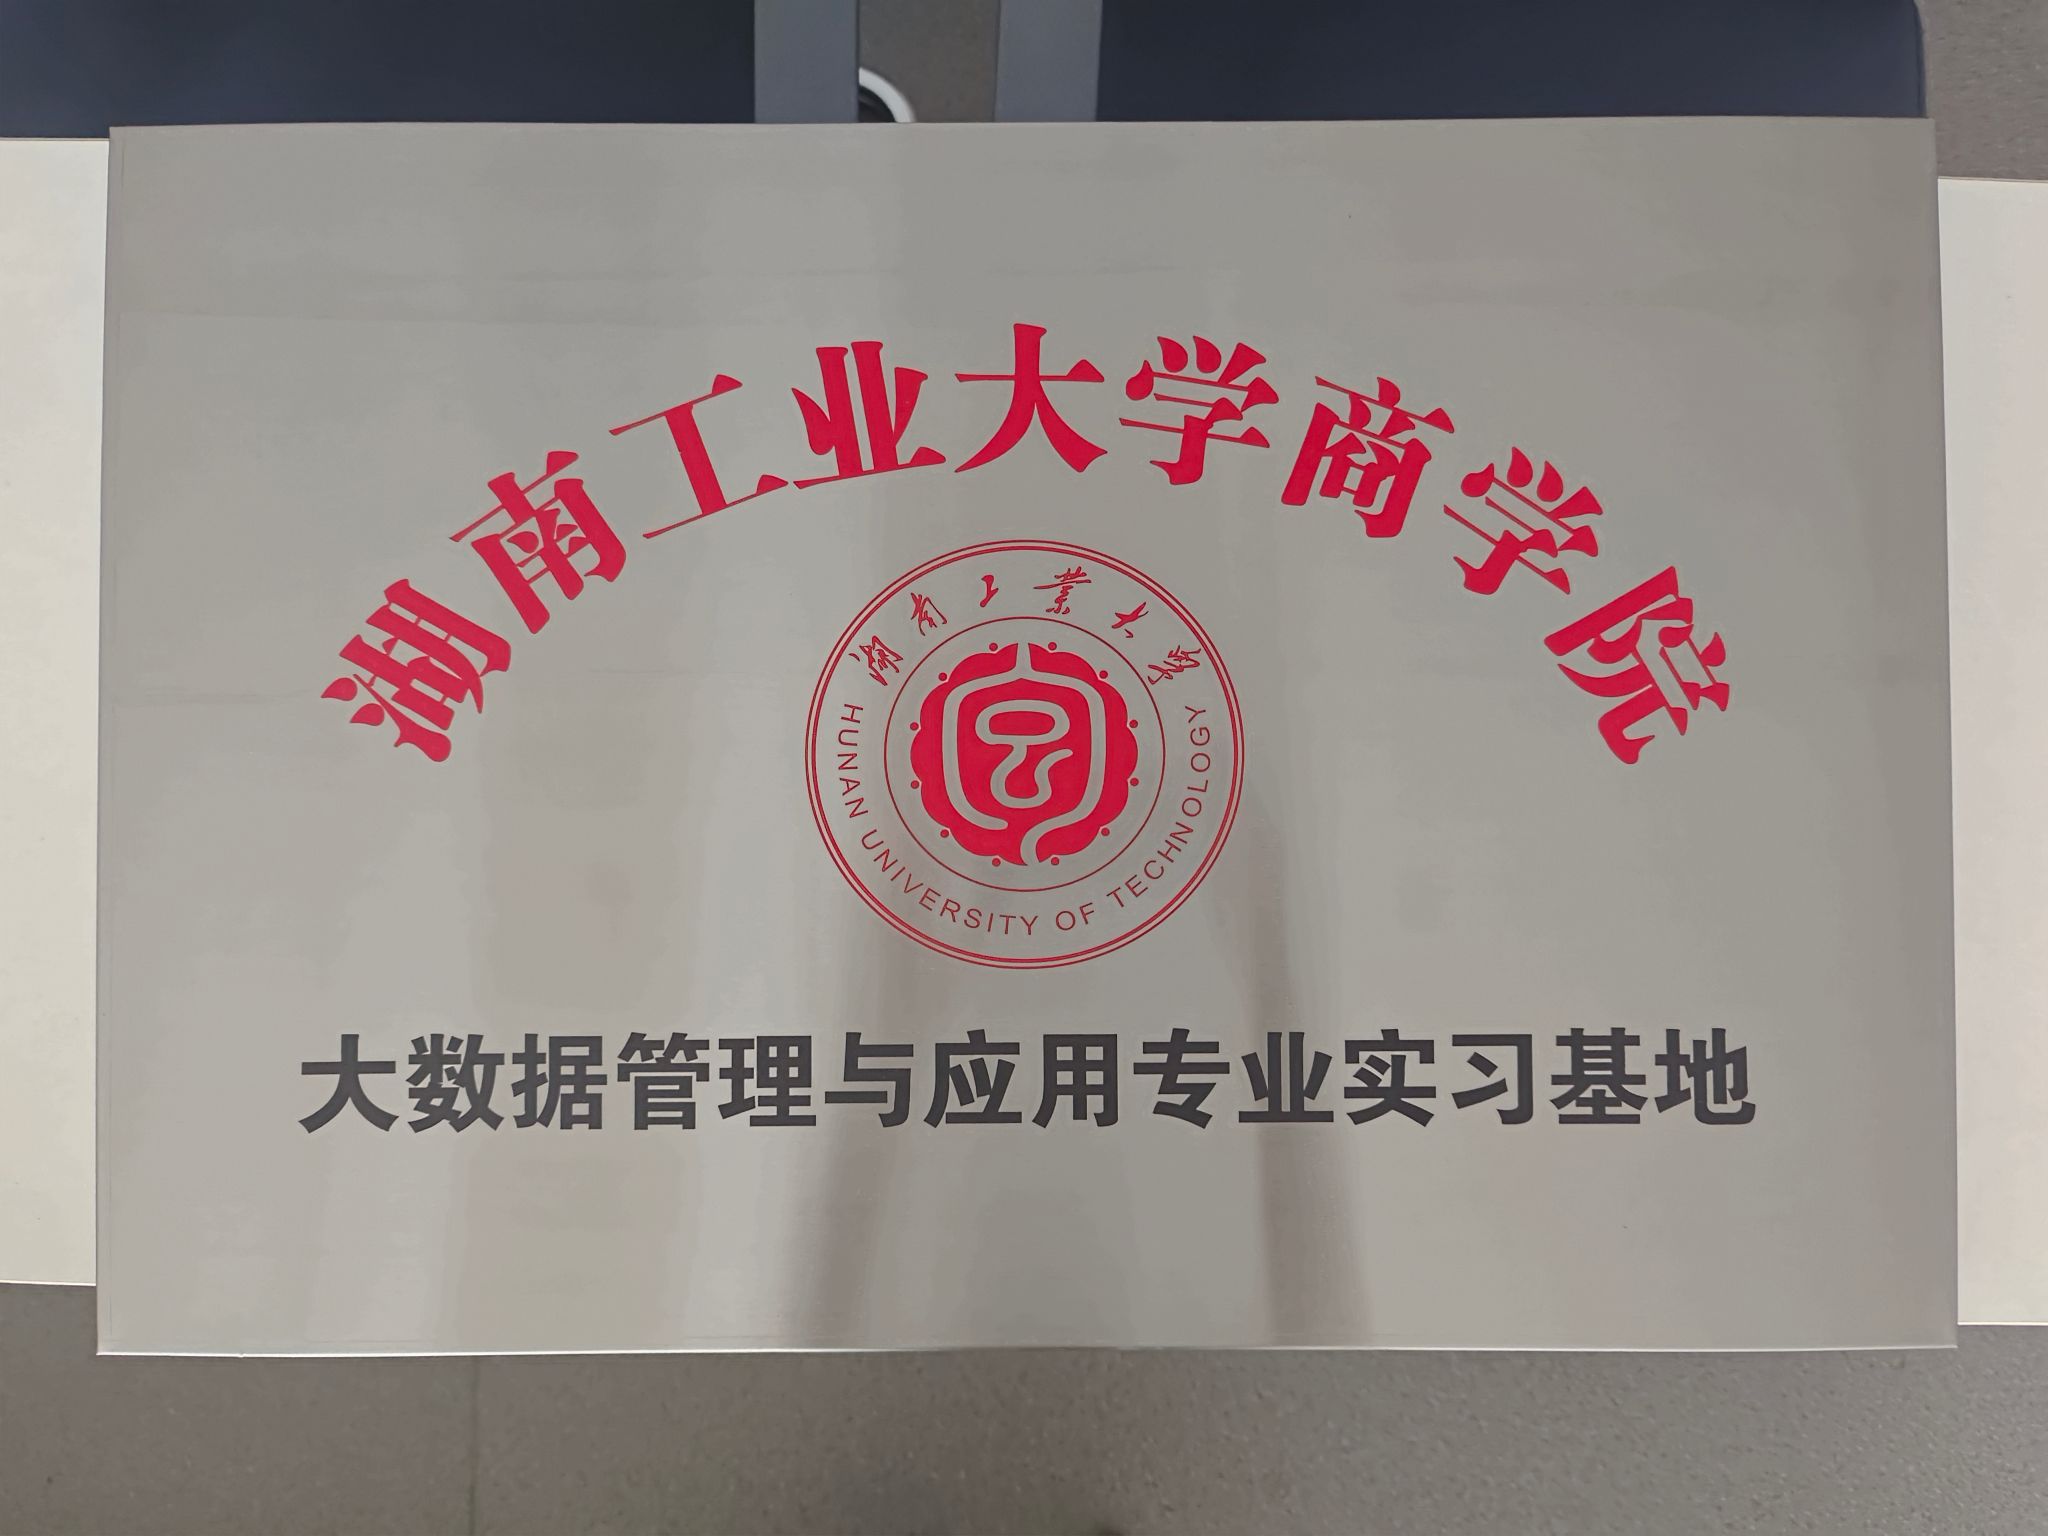 湖南工业大学商学院
湖南工業大學
HUNAN UNIVERSITY OF TECHNOLOGY
大数据管理与应用专业实习基地